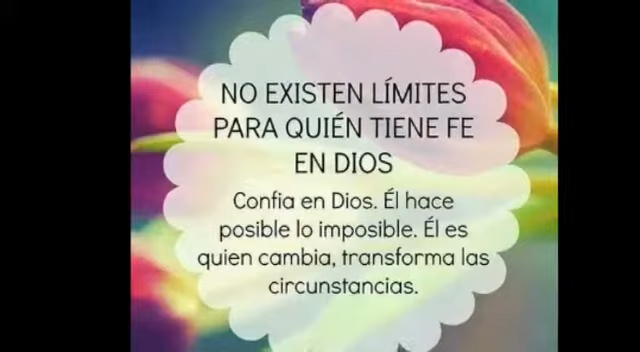 NO EXISTEN LÍMITES
PARA QUIÉN TIENE FE
EN DIOS
Confia en Dios. Él hace
posible lo imposible. Él es
quien cambia, transforma las
circunstancias.